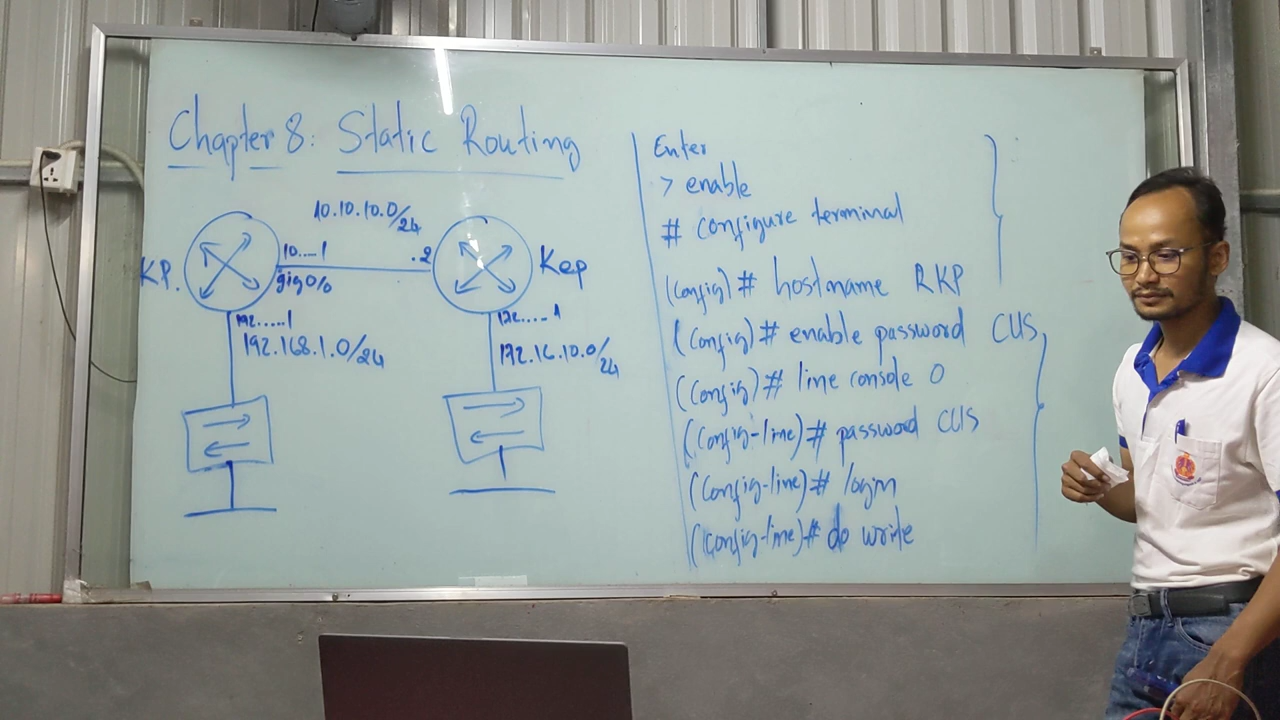 Chapter 8: Static Routing
10.10.10.0/24
KP.
10....1
.2
Kep
gig0/0
192.....1
192.168.1.0/24
172.....1
172.16.10.0/24
Enter
> enable
# configure terminal
(config) # hostname RKP
(config) # enable password CUS
(config) # line console 0
(config-line) # password CUS
(config-line) # login
(config-line) # do write